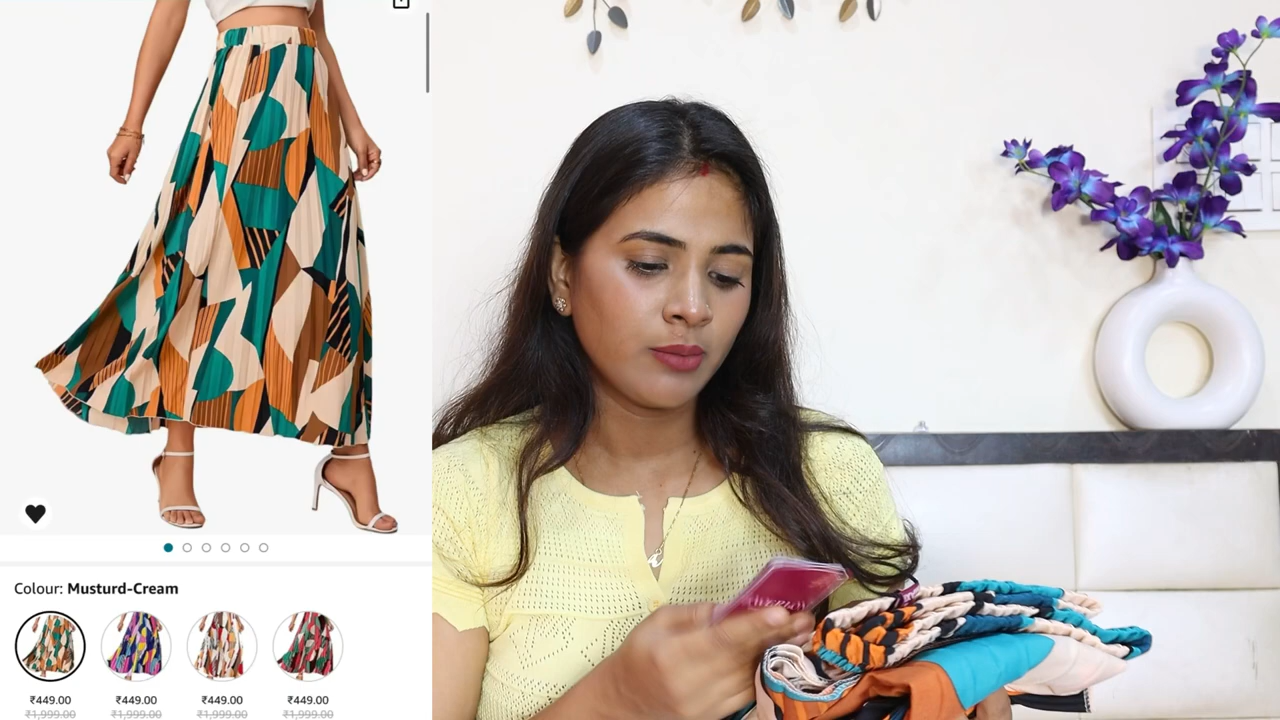 Colour: Musturd-Cream
₹449.00 ₹449.00 ₹449.00 ₹449.00
₹1,999.00 ₹1,999.00 ₹1,999.00 ₹1,999.00